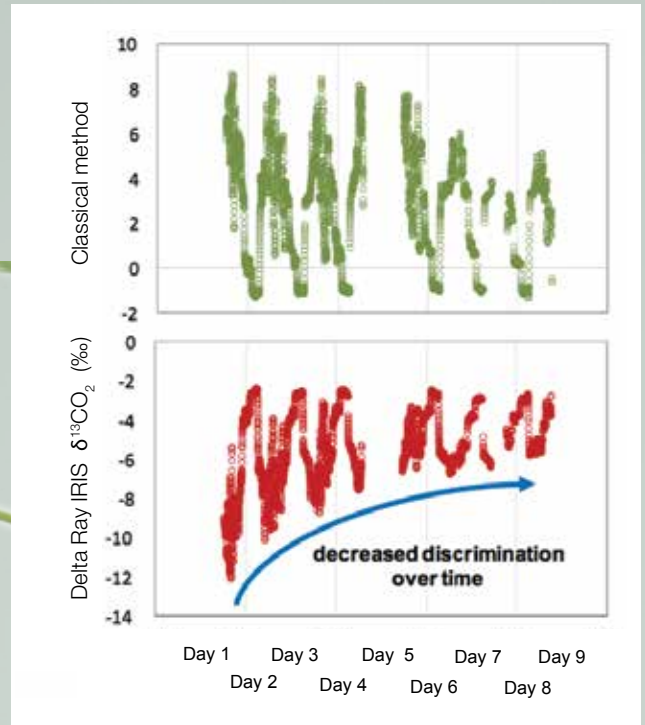 Classical method
10
8
6
4
2
0
-2
Delta Ray IRIS δ¹³CO₂ (‰)
0
-2
-4
-6
-8
-10
-12
-14
decreased discrimination
over time
Day 1 Day 3 Day 5 Day 7 Day 9
Day 2 Day 4 Day 6 Day 8